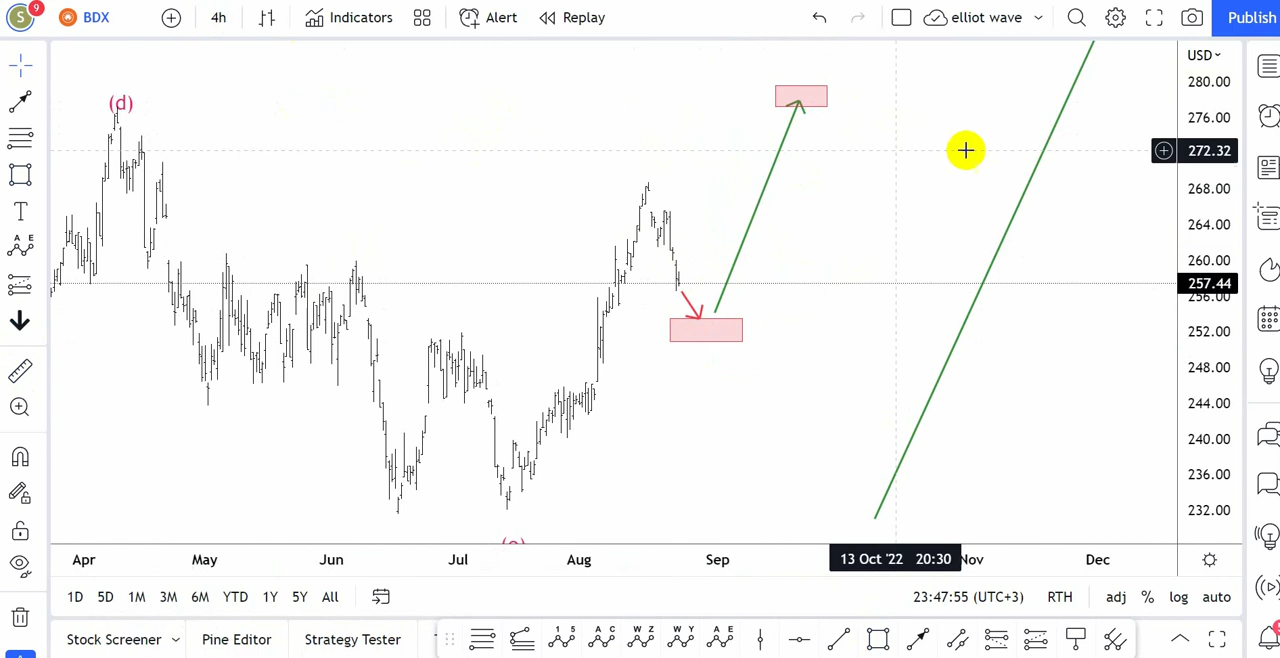 S 9 BDX 4h Indicators Alert Replay elliot wave Publish
USD
280.00
(d)
276.00
272.32
268.00
264.00
260.00
257.44
256.00
252.00
248.00
244.00
240.00
236.00
232.00
Apr May Jun Jul Aug Sep 13 Oct '22 20:30 Nov Dec
1D 5D 1M 3M 6M YTD 1Y 5Y All 23:47:55 (UTC+3) RTH adj % log auto
Stock Screener Pine Editor Strategy Tester